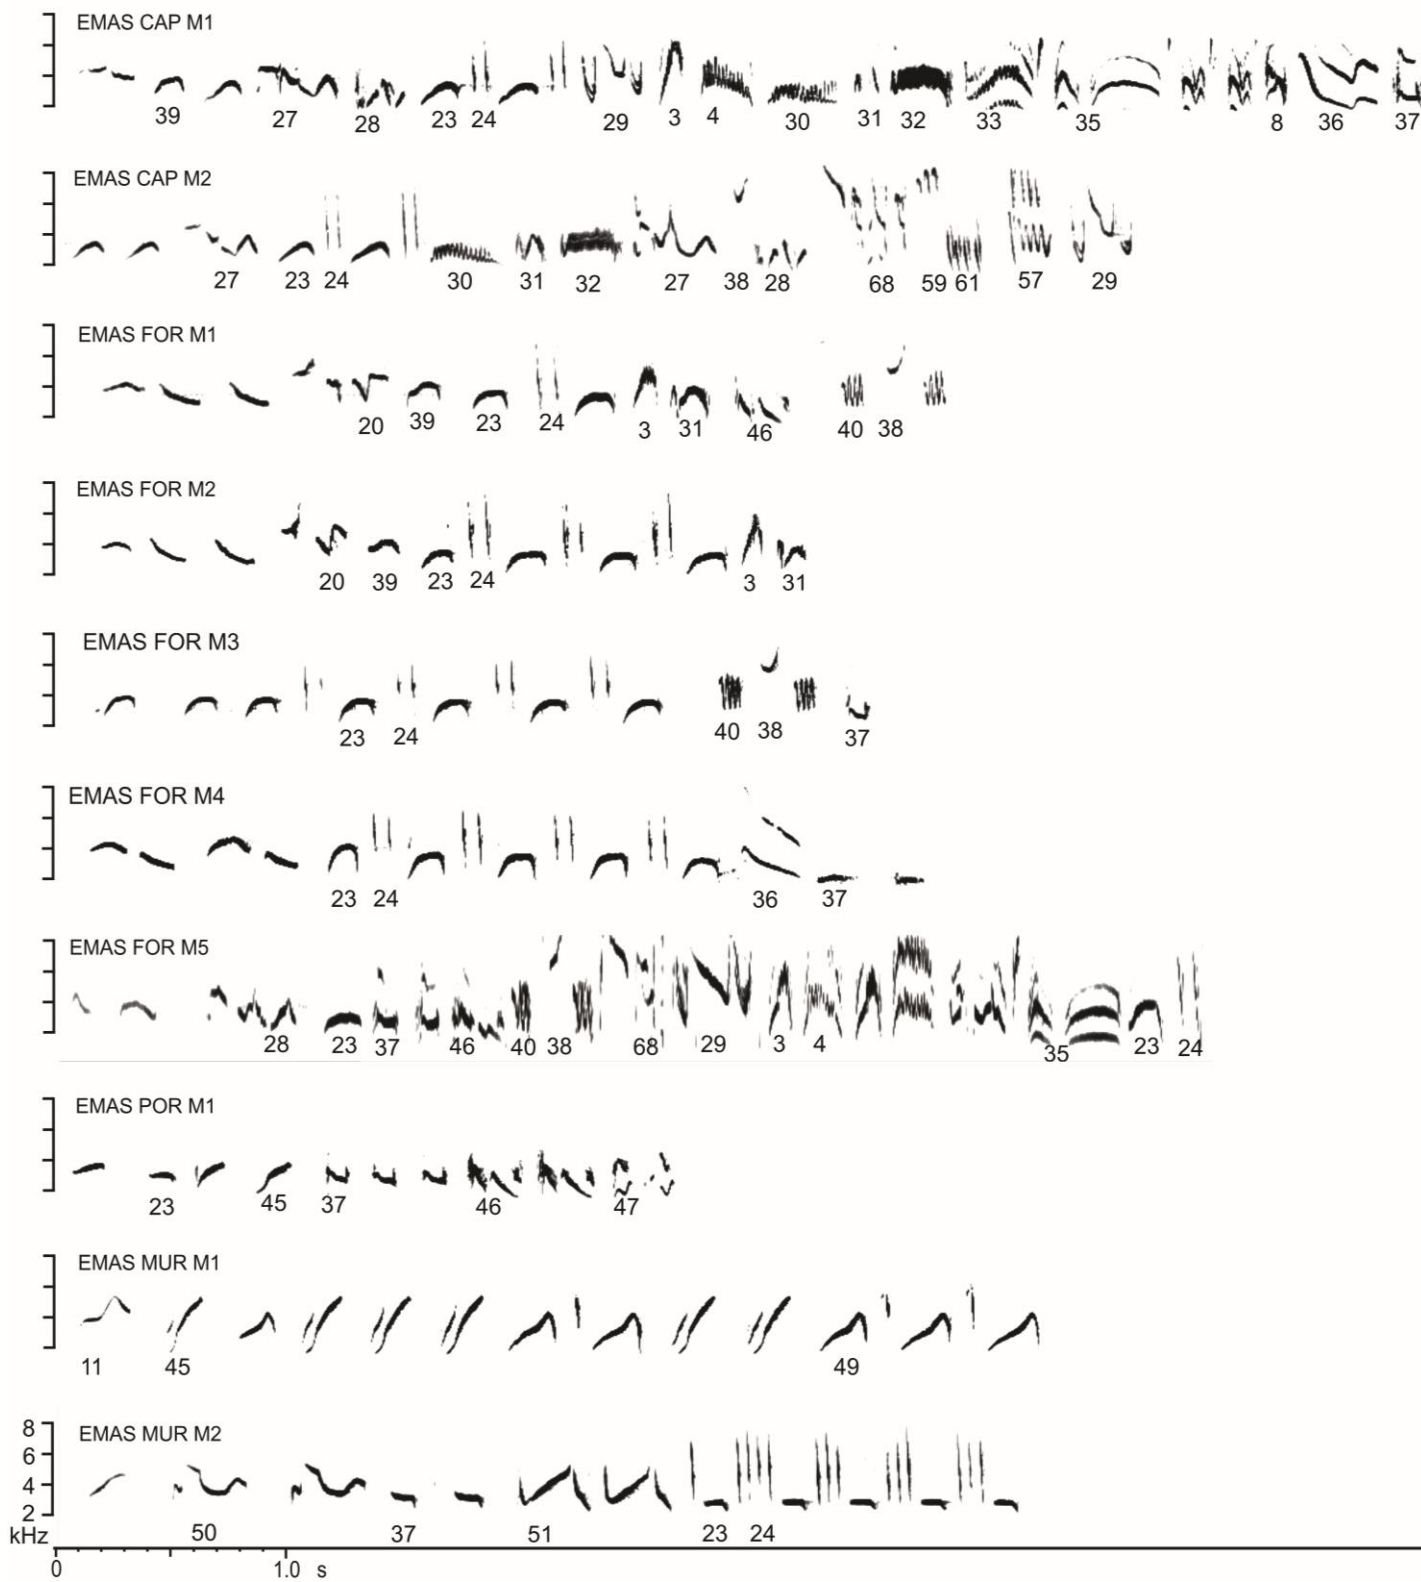 EMAS CAP M1
39 27 28 23 24 29 3 4 30 31 32 33 35 8 36 37
EMAS CAP M2
27 23 24 30 31 32 27 38 28 68 59 61 57 29
EMAS FOR M1
20 39 23 24 3 31 46 40 38
EMAS FOR M2
20 39 23 24 3 31
EMAS FOR M3
23 24 40 38 37
EMAS FOR M4
23 24 36 37
EMAS FOR M5
28 23 37 46 40 38 68 29 3 4 35 23 24
EMAS POR M1
23 45 37 46 47
EMAS MUR M1
11 45 49
EMAS MUR M2
8
6
4
2
kHz
50 37 51 23 24
0 1.0 s